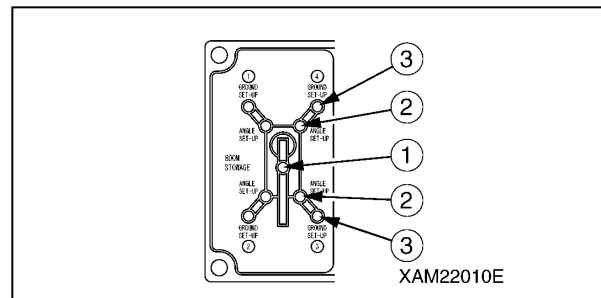 ① ④ ③
GROUND SET-UP GROUND SET-UP
②
ANGLE SET-UP ANGLE SET-UP
BOOM STOWAGE ①
ANGLE SET-UP ANGLE SET-UP ②
GROUND SET-UP GROUND SET-UP
② ③ ③
XAM22010E